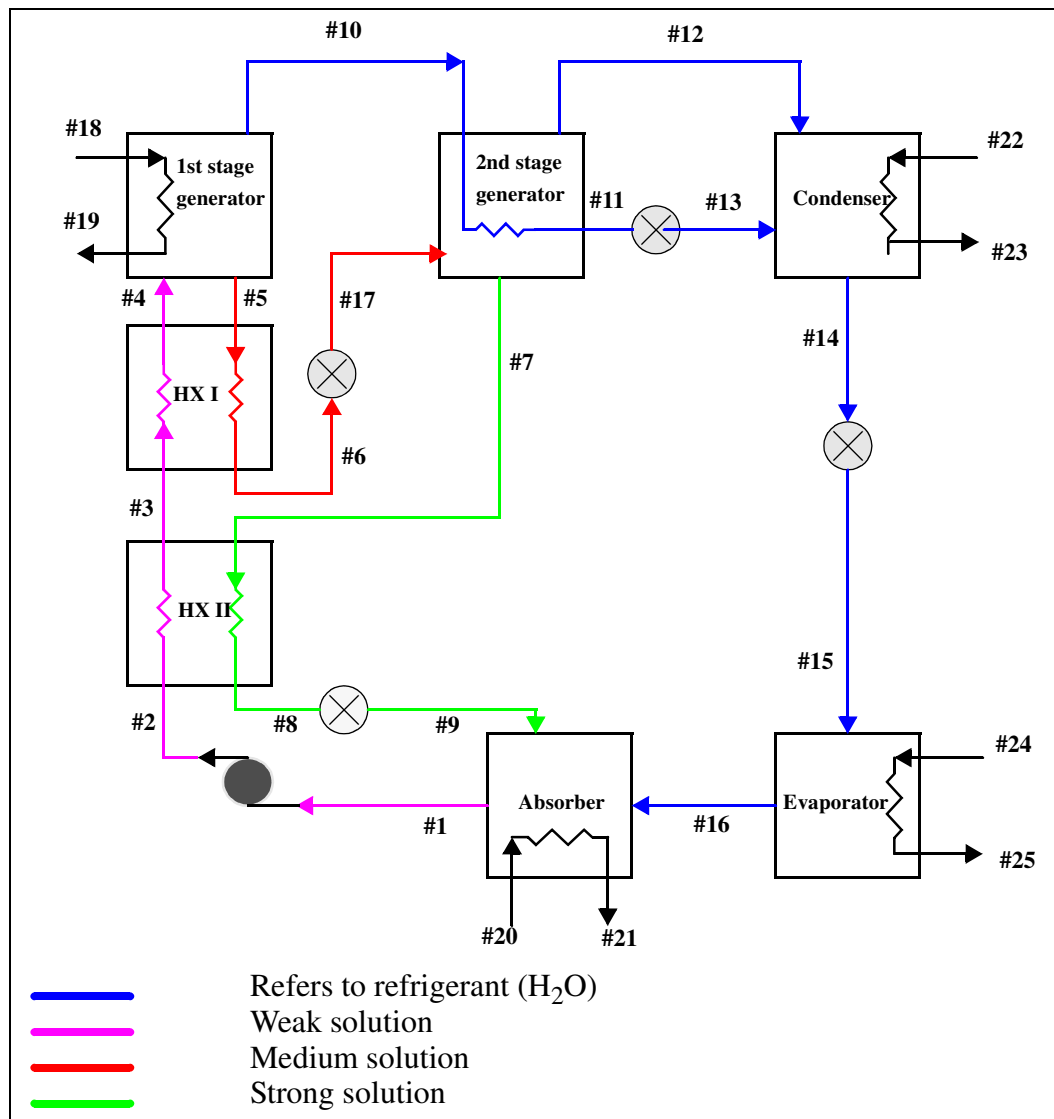 #10
#12
#18
1st stage
generator
2nd stage
generator
#22
#11
#13
Condenser
#19
#23
#4
#5
#17
#14
#7
HX I
#6
#3
HX II
#15
#2
#8
#9
#24
Absorber
Evaporator
#1
#16
#25
#20
#21
Refers to refrigerant (H₂O)
Weak solution
Medium solution
Strong solution